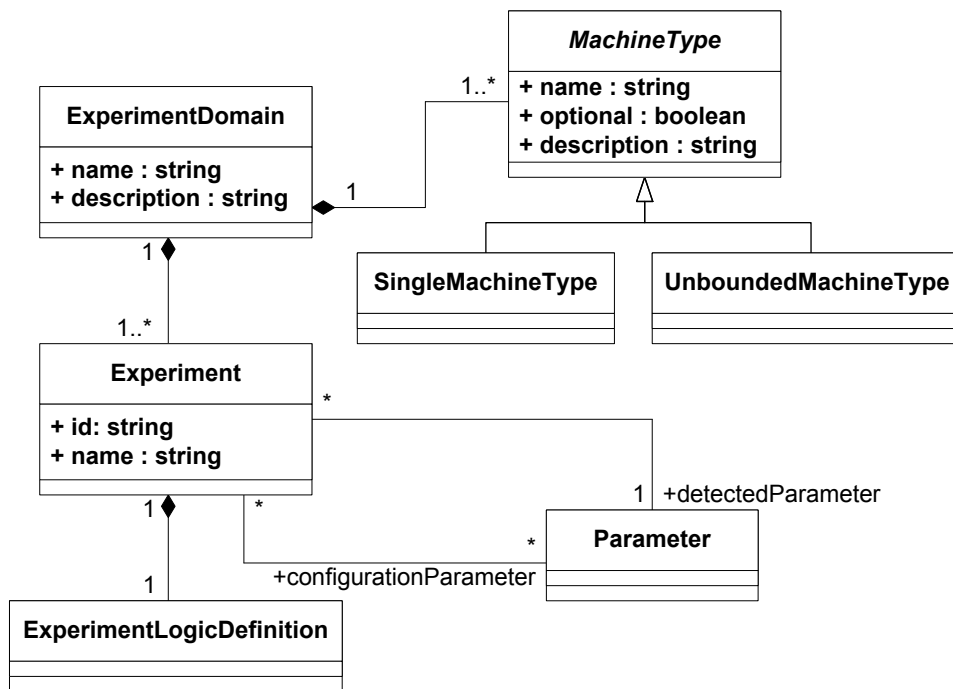 MachineType
+ name : string
+ optional : boolean
+ description : string
1..*
ExperimentDomain
+ name : string
+ description : string
1
1
SingleMachineType
UnboundedMachineType
1..*
Experiment
+ id: string
+ name : string
*
1
*
1
+detectedParameter
*
+configurationParameter
Parameter
1
ExperimentLogicDefinition